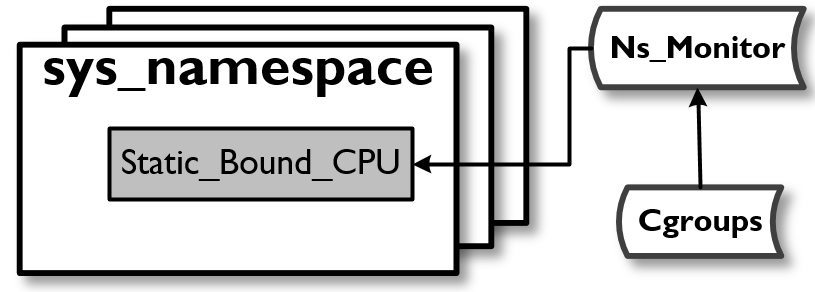 sys_namespace
Ns_Monitor
Static_Bound_CPU
Cgroups